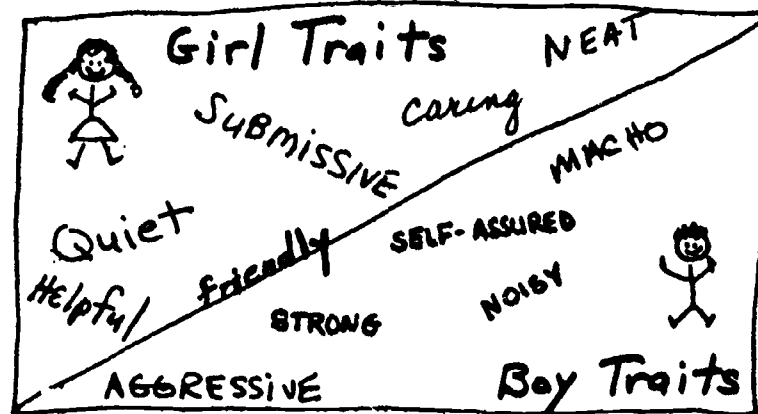 Girl Traits
NEAT
Caring
SUBMISSIVE
MACHO
Quiet
SELF-ASSURED
friendly
Helpful
NOISY
STRONG
AGGRESSIVE
Boy Traits